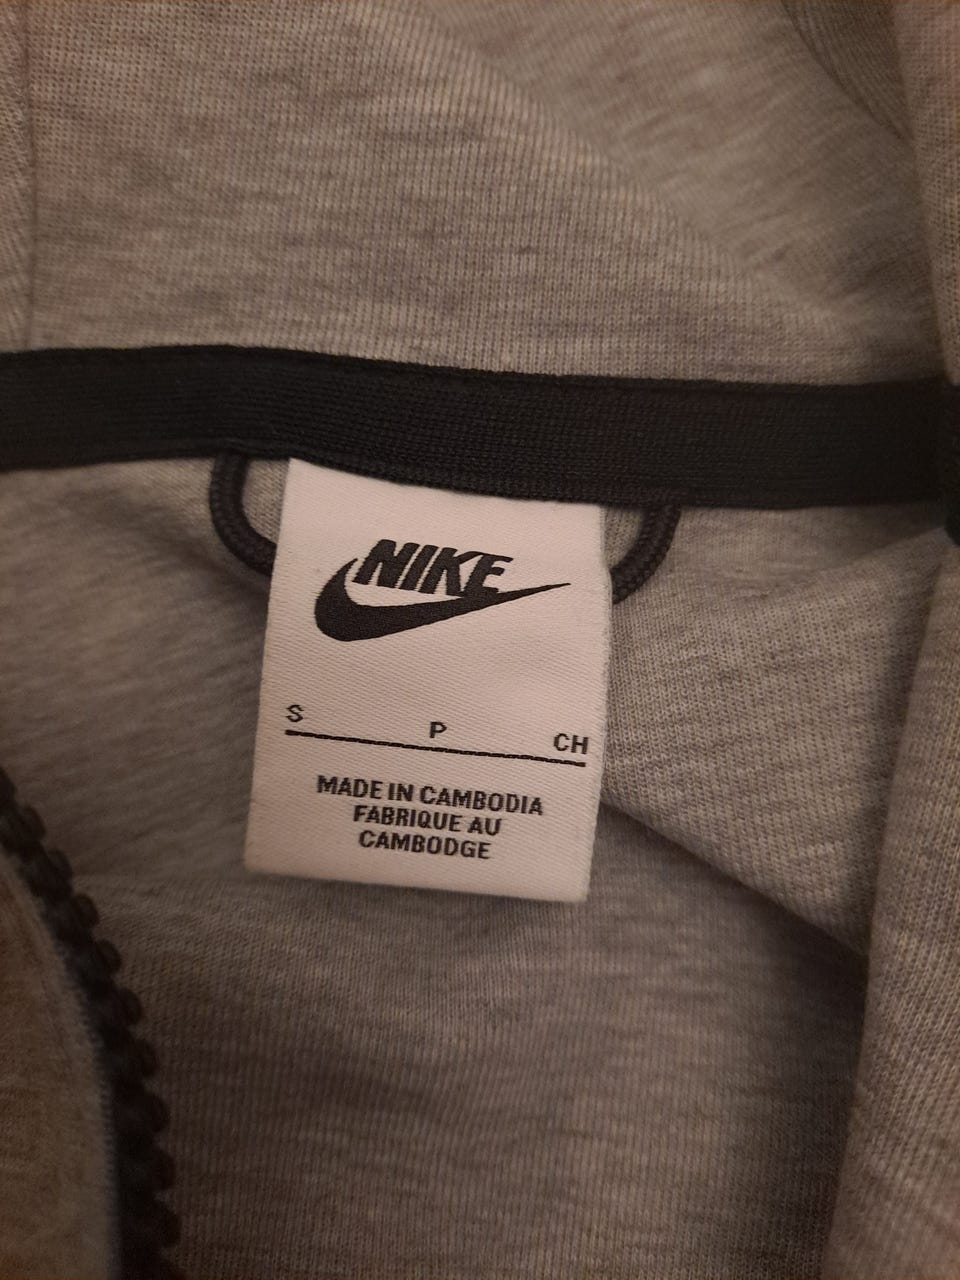 NIKE
S P CH
MADE IN CAMBODIA
FABRIQUE AU
CAMBODGE